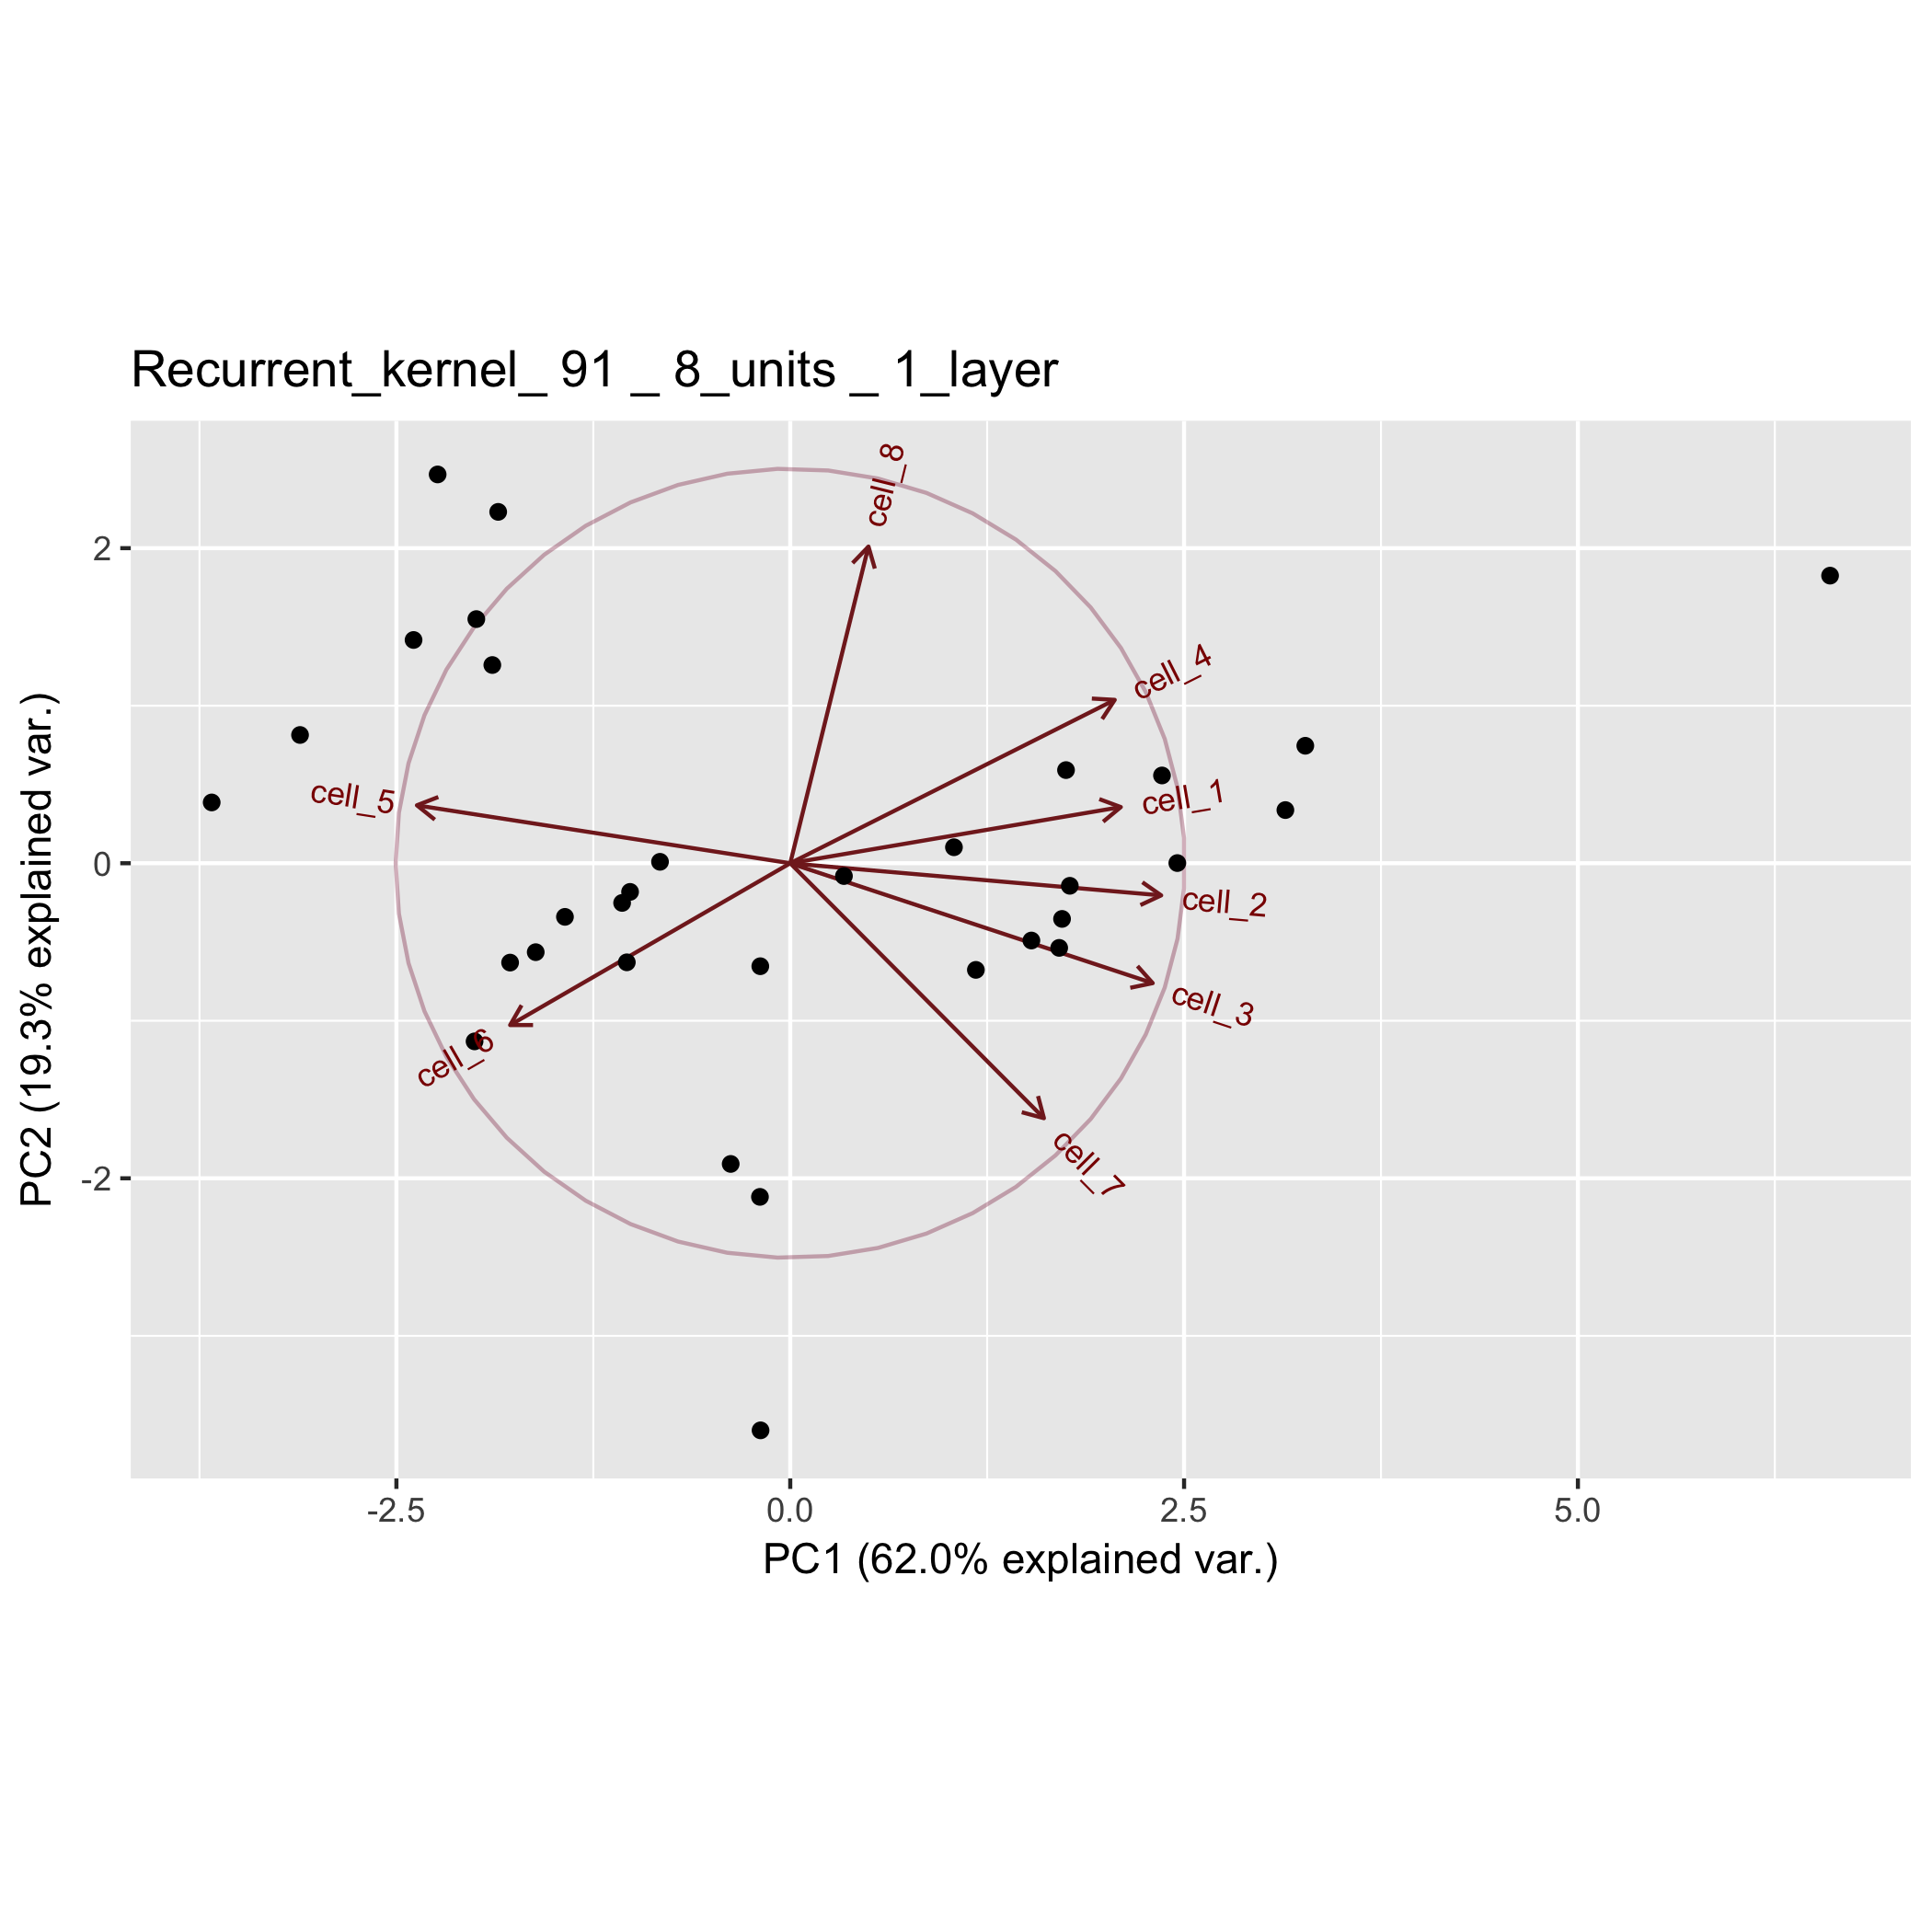 Recurrent_kernel_ 91 _ 8_units _ 1_layer
cell_8
cell_4
cell_5
cell_1
cell_2
cell_3
cell_6
cell_7
PC2 (19.3% explained var.)
2
0
-2
-2.5 0.0 2.5 5.0
PC1 (62.0% explained var.)